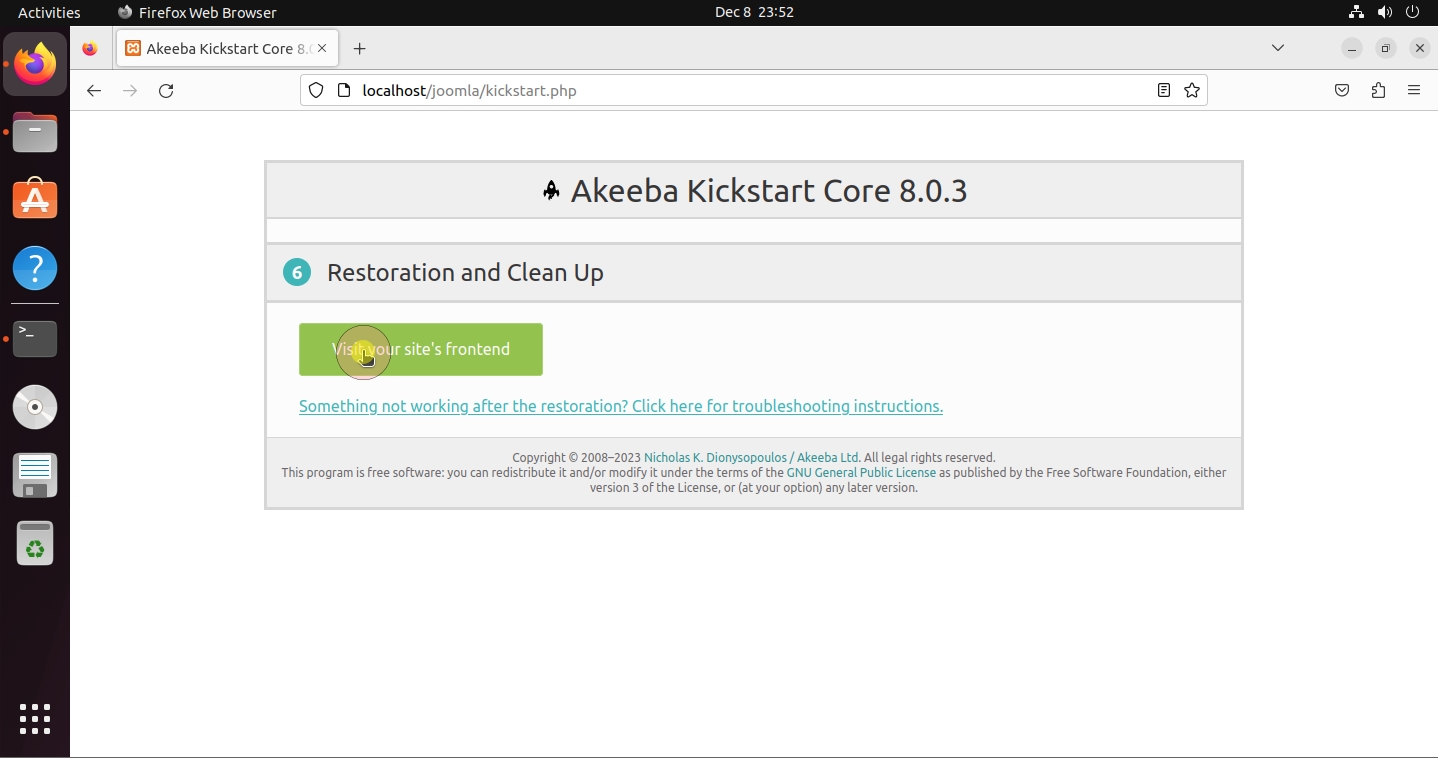 Activities
Firefox Web Browser
Dec 8 23:52
Akeeba Kickstart Core 8.0
localhost/joomla/kickstart.php
Akeeba Kickstart Core 8.0.3
6 Restoration and Clean Up
Visit your site's frontend
Something not working after the restoration? Click here for troubleshooting instructions.
Copyright © 2008–2023 Nicholas K. Dionysopoulos / Akeeba Ltd. All legal rights reserved.
This program is free software: you can redistribute it and/or modify it under the terms of the GNU General Public License as published by the Free Software Foundation, either
version 3 of the License, or (at your option) any later version.